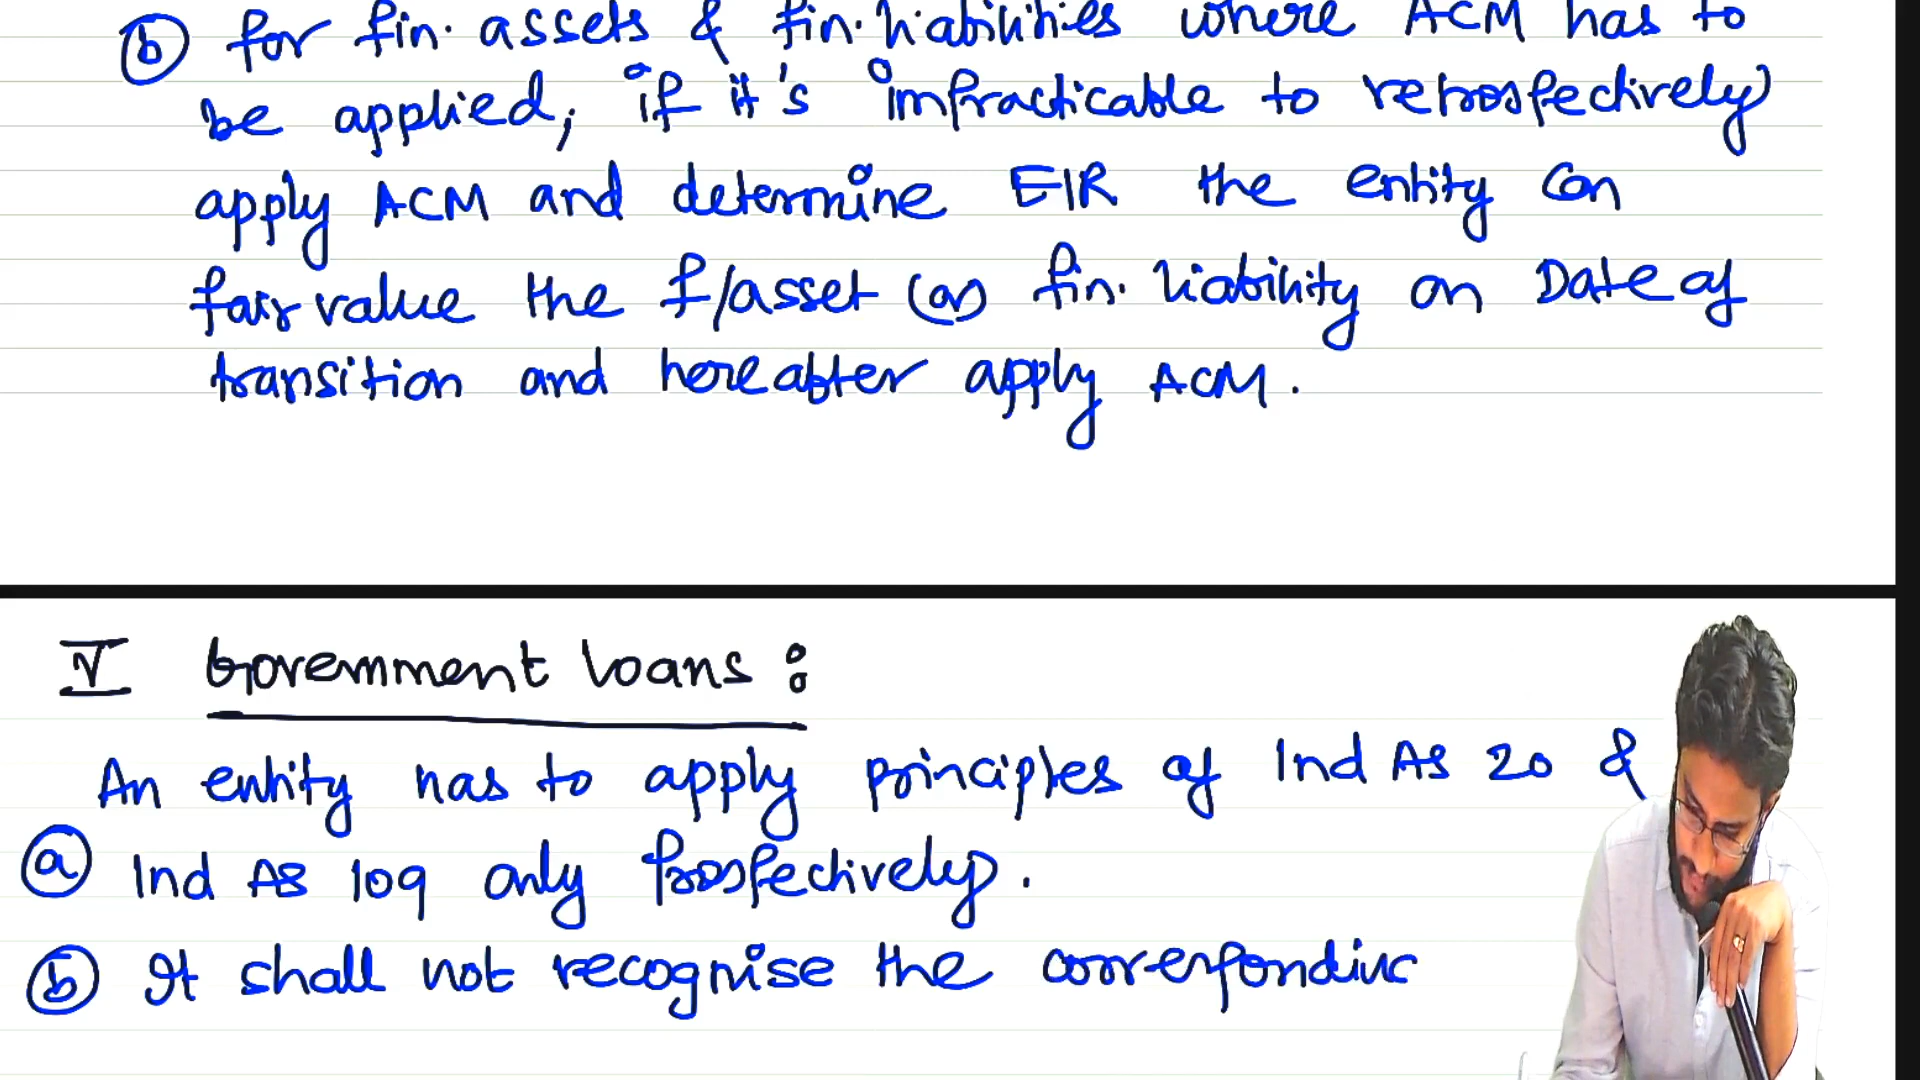 (b) for fin. assets & fin. liabilities where ACM has to
be applied, if it's impracticable to retrospectively
apply ACM and determine EIR the entity can
fair value the f/asset (or) fin. liability on Date of
transition and hereafter apply ACM.
V Government Loans :
An entity has to apply principles of Ind AS 20 &
(a) Ind AS 109 only prospectively.
(b) It shall not recognise the corresponding